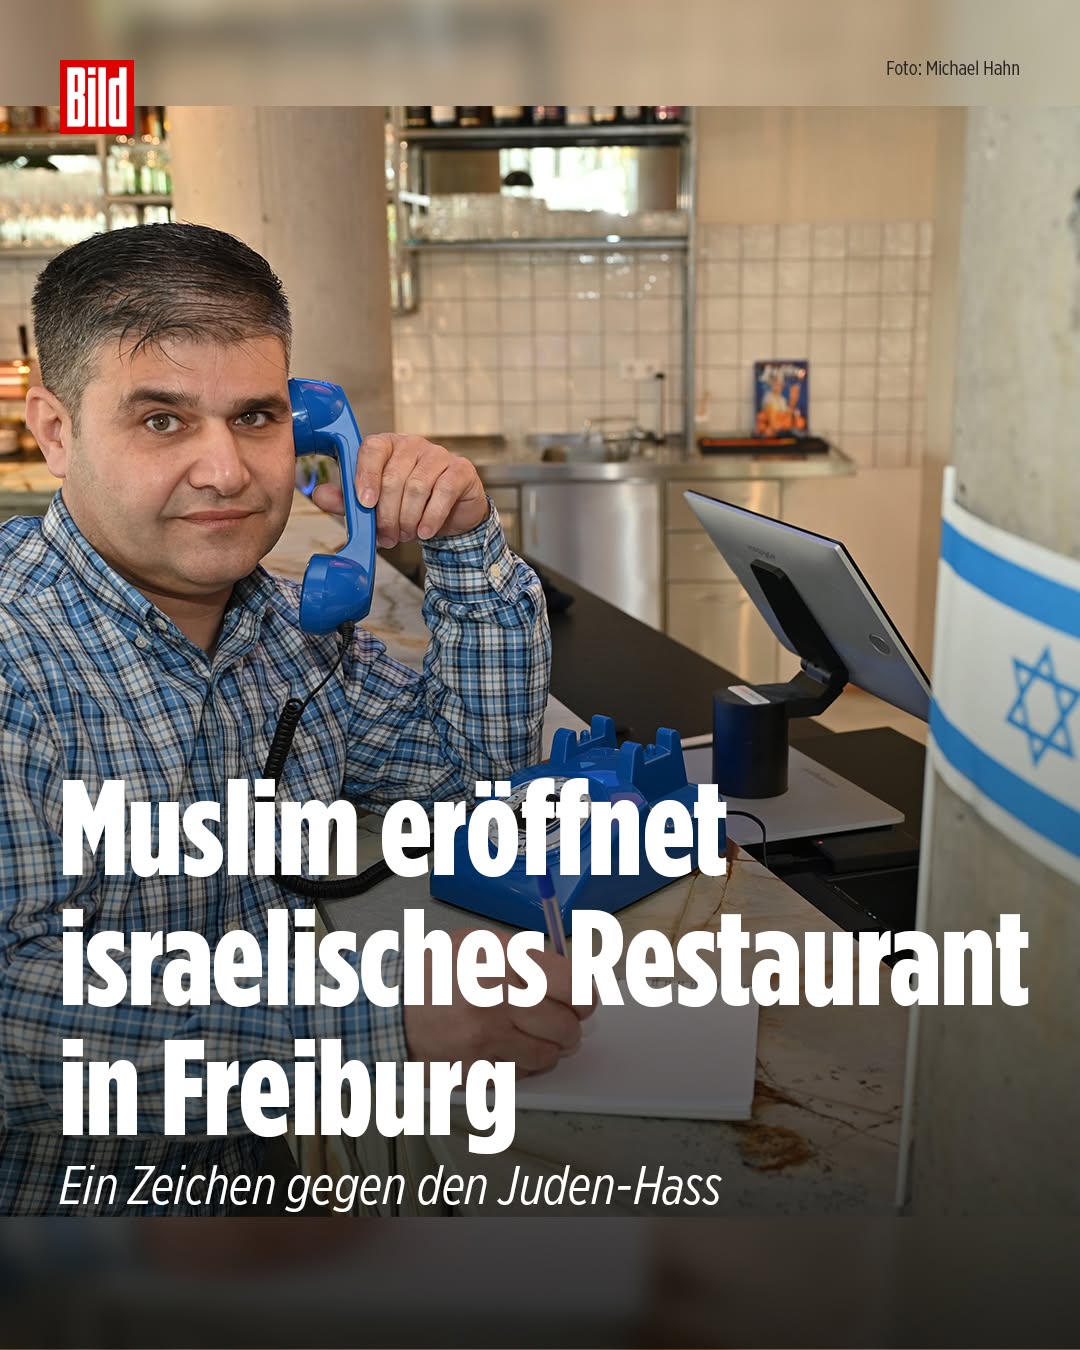 Bild
Foto: Michael Hahn
Muslim eröffnet
israelisches Restaurant
in Freiburg
Ein Zeichen gegen den Juden-Hass